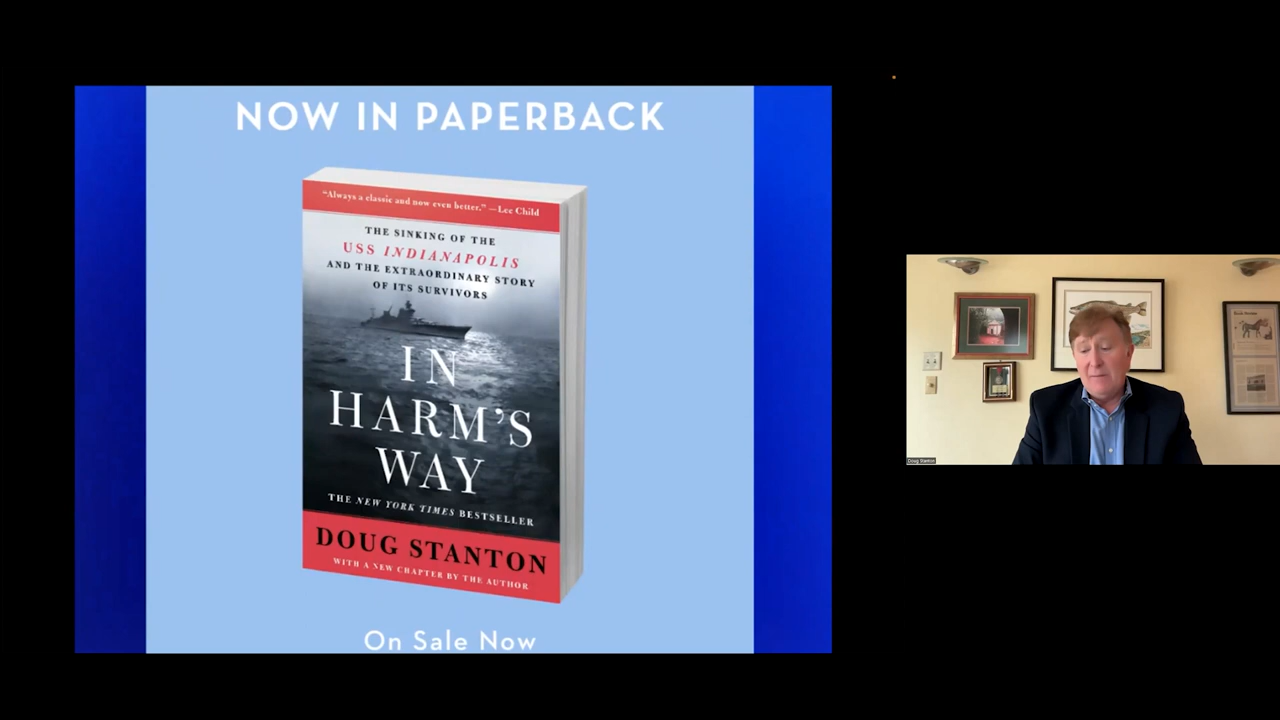 NOW IN PAPERBACK
“Always a classic and now even better.” —Lee Child
THE SINKING OF THE
USS INDIANAPOLIS
AND THE EXTRAORDINARY STORY
OF ITS SURVIVORS
IN
HARM’S
WAY
THE NEW YORK TIMES BESTSELLER
DOUG STANTON
WITH A NEW CHAPTER BY THE AUTHOR
On Sale Now
Doug Stanton